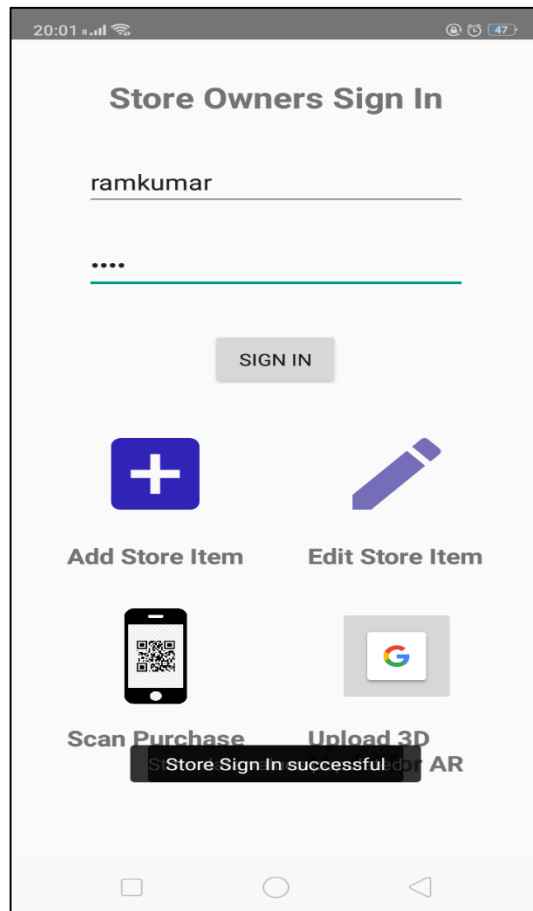 20:01
47
Store Owners Sign In
ramkumar
••••
SIGN IN
Add Store Item
Edit Store Item
Scan Purchase
Upload 3D
AR
Store Sign In successful